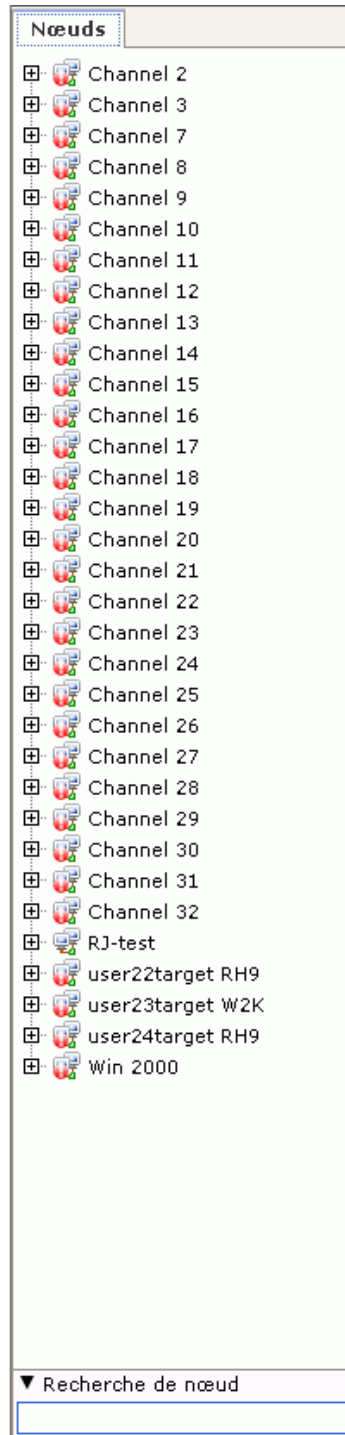 Nœuds
Channel 2
Channel 3
Channel 7
Channel 8
Channel 9
Channel 10
Channel 11
Channel 12
Channel 13
Channel 14
Channel 15
Channel 16
Channel 17
Channel 18
Channel 19
Channel 20
Channel 21
Channel 22
Channel 23
Channel 24
Channel 25
Channel 26
Channel 27
Channel 28
Channel 29
Channel 30
Channel 31
Channel 32
RJ-test
user22target RH9
user23target W2K
user24target RH9
Win 2000
Recherche de nœud